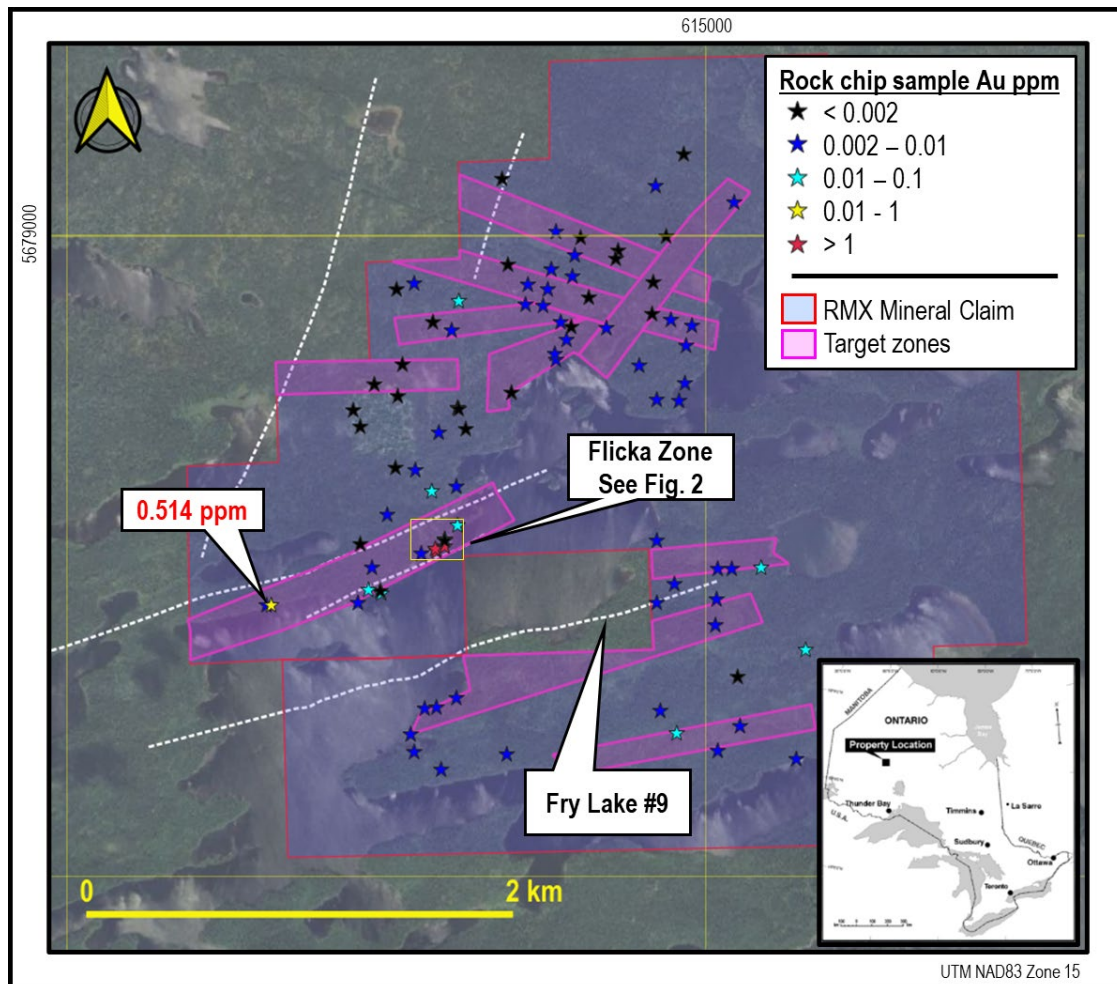 615000
5679000
Rock chip sample Au ppm
< 0.002
0.002 – 0.01
0.01 – 0.1
0.01 - 1
> 1
RMX Mineral Claim
Target zones
Flicka Zone
See Fig. 2
0.514 ppm
Fry Lake #9
0
2 km
MANITOBA
ONTARIO
Property Location
Thunder Bay
U.S.A.
Timmins
La Sarre
Sudbury
QUEBEC
Ottawa
Toronto
UTM NAD83 Zone 15